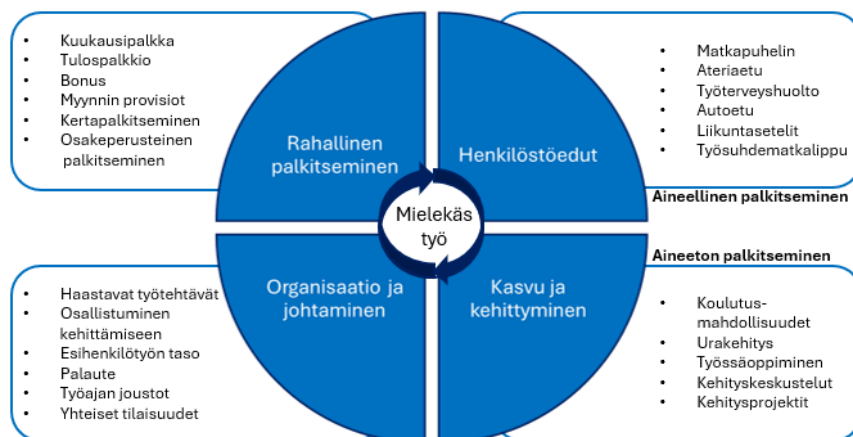 Kuukausipalkka
Tulospalkkio
Bonus
Myynnin provisiot
Kertapalkitseminen
Osakeperusteinen
palkitseminen
Rahallinen
palkitseminen
Henkilöstöedut
Matkapuhelin
Ateriaetu
Työterveyshuolto
Autoetu
Liikuntasetelit
Työsuhdematkalippu
Aineellinen palkitseminen
Mielekäs
työ
Aineeton palkitseminen
Haastavat työtehtävät
Osallistuminen
kehittämiseen
Esihenkilötyön taso
Palaute
Työajan joustot
Yhteiset tilaisuudet
Organisaatio ja
johtaminen
Kasvu ja
kehittyminen
Koulutus-
mahdollisuudet
Urakehitys
Työssäoppiminen
Kehityskeskustelut
Kehitysprojektit